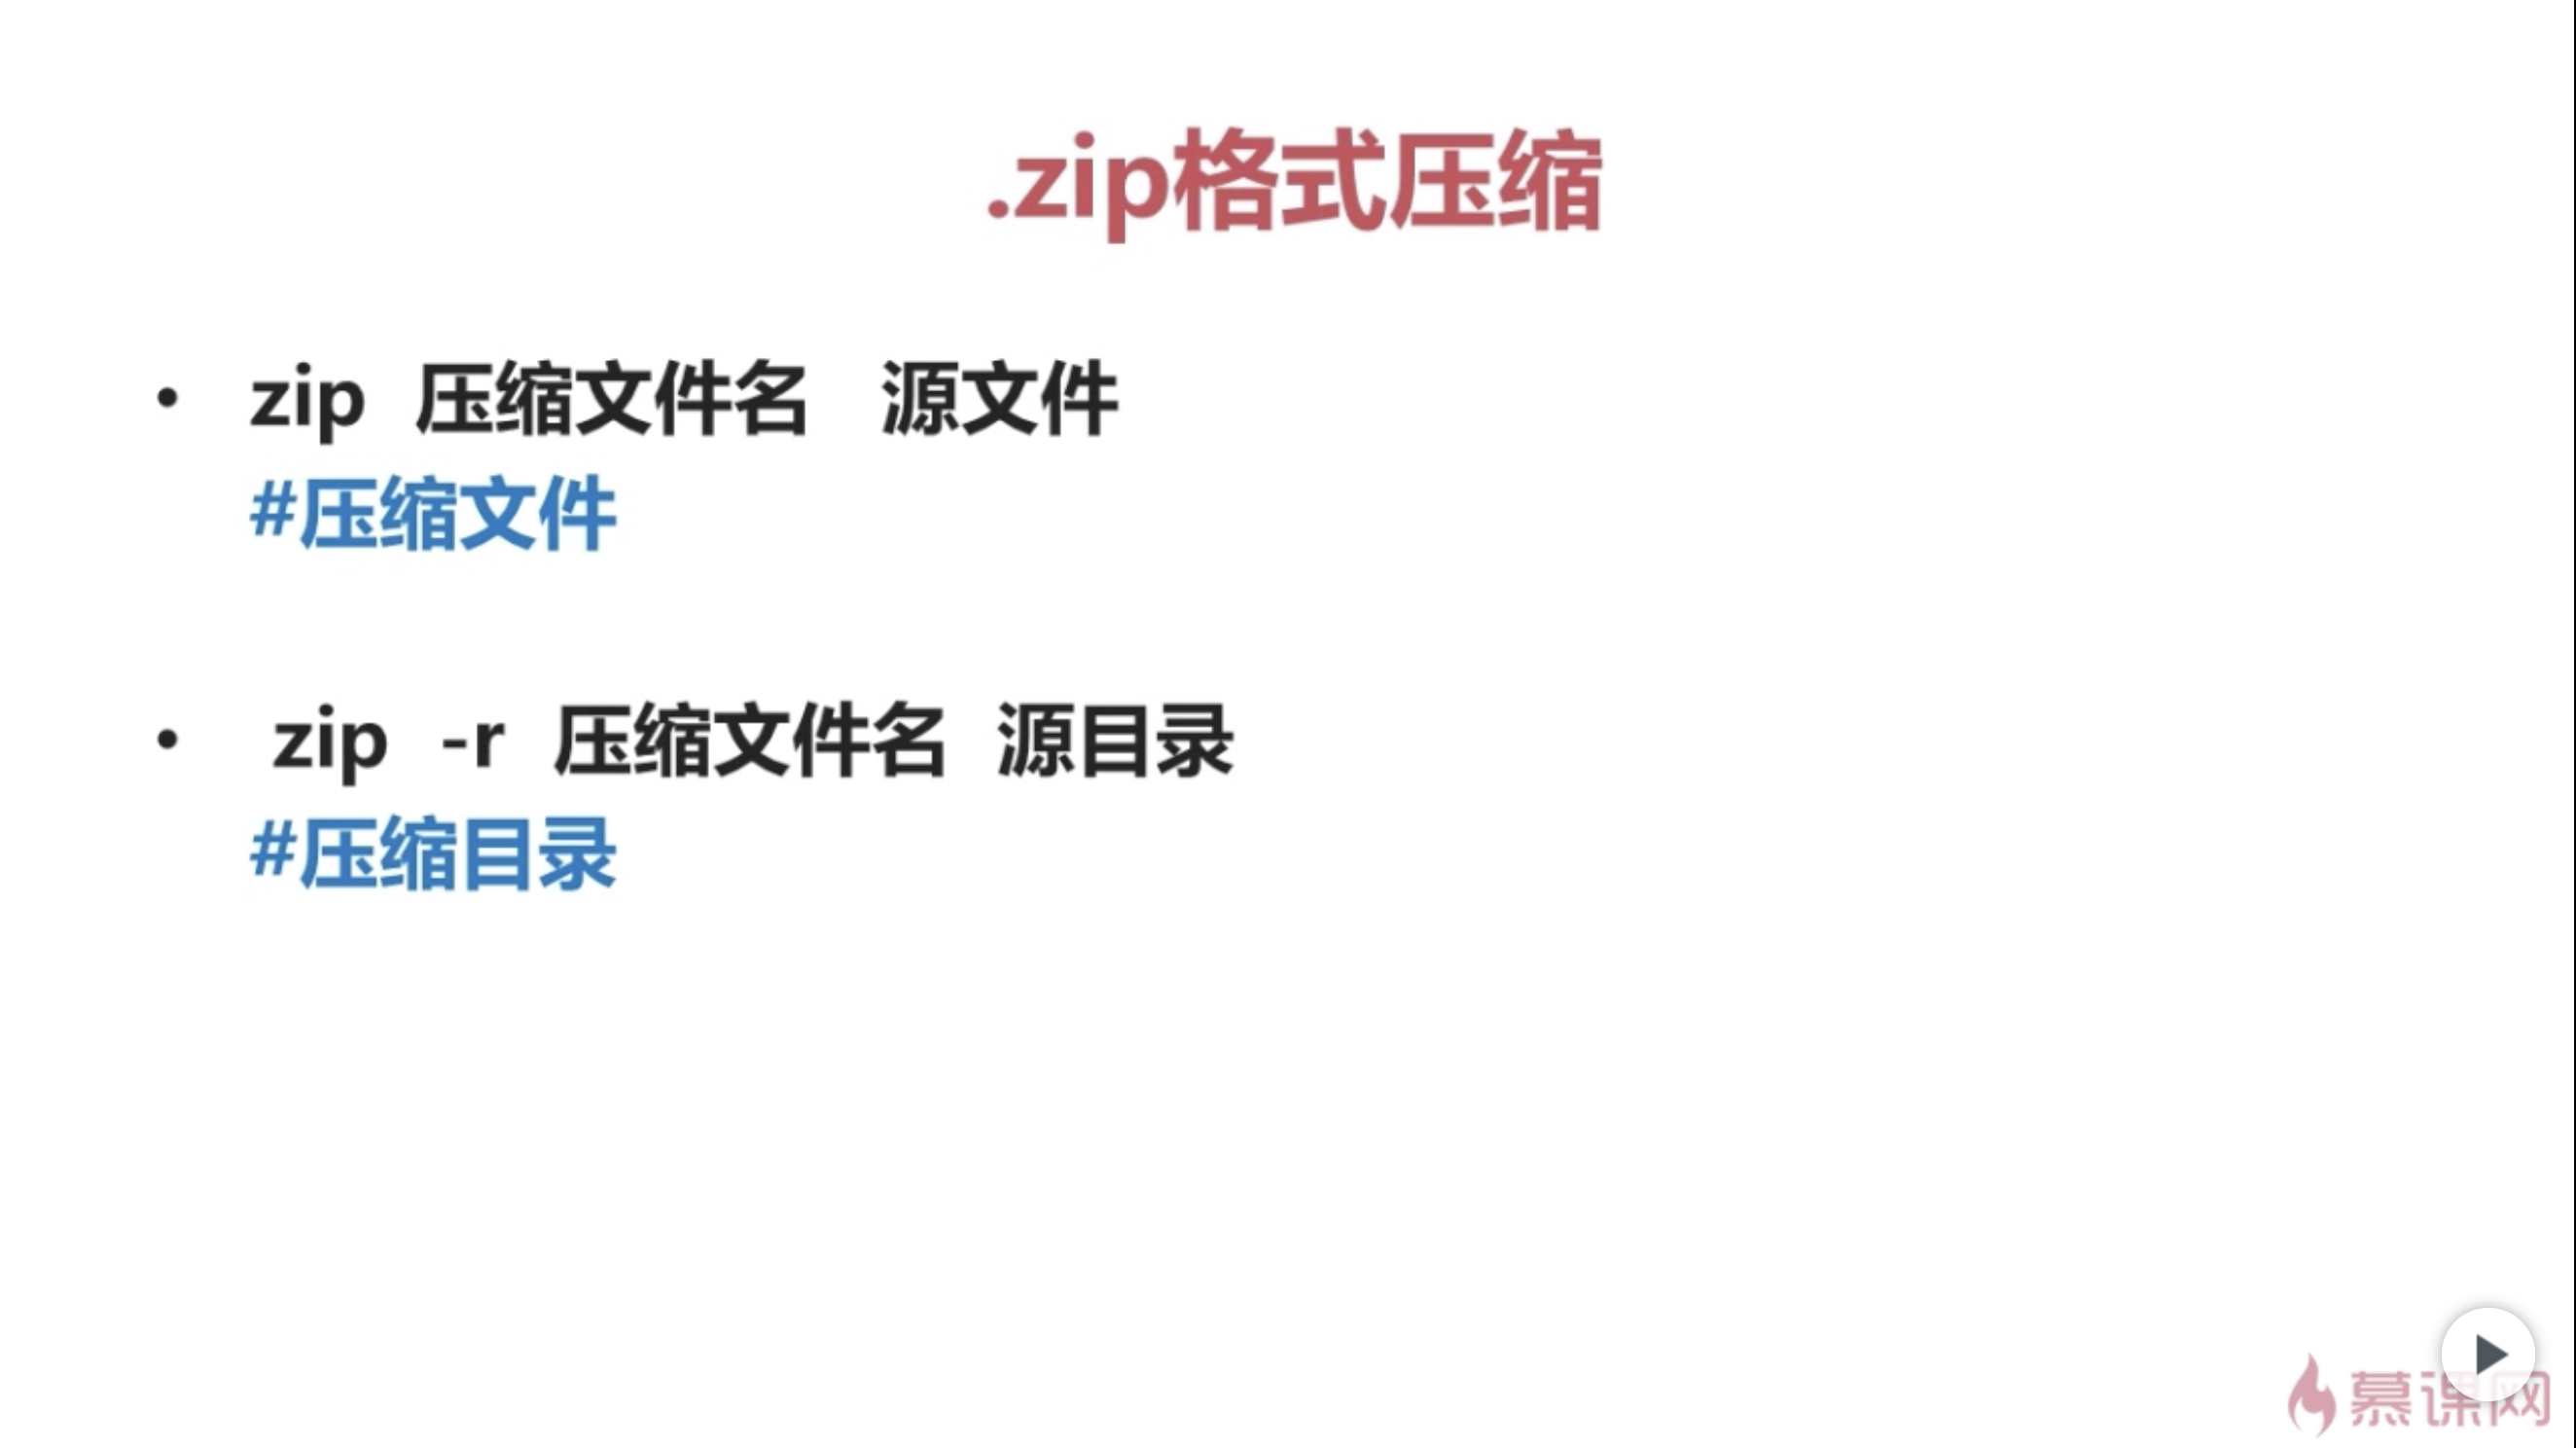 .zip格式压缩
• zip 压缩文件名 源文件
#压缩文件
• zip -r 压缩文件名 源目录
#压缩目录
慕课网